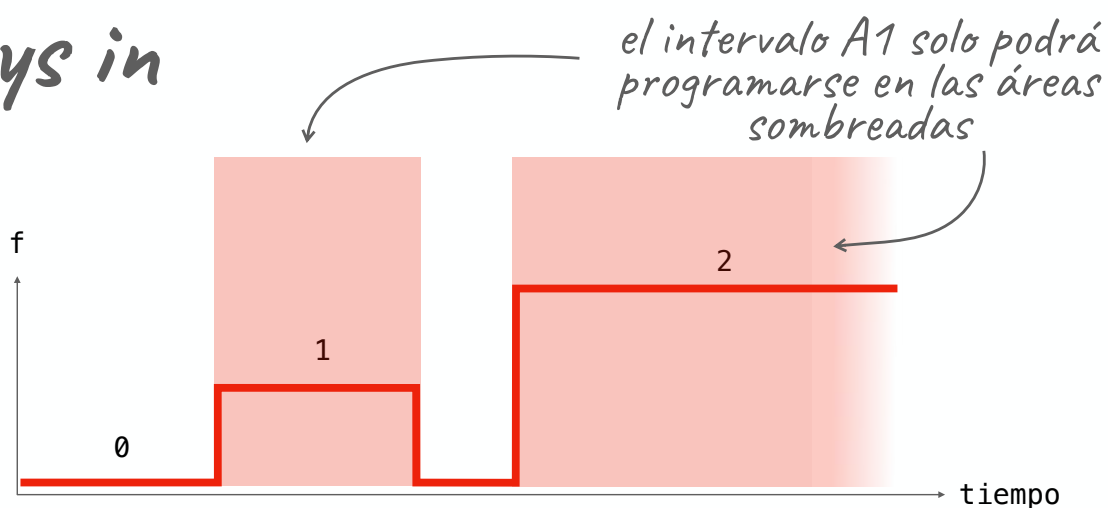 ys in
el intervalo A1 solo podrá
programarse en las áreas
sombreadas
f
2
1
0
tiempo